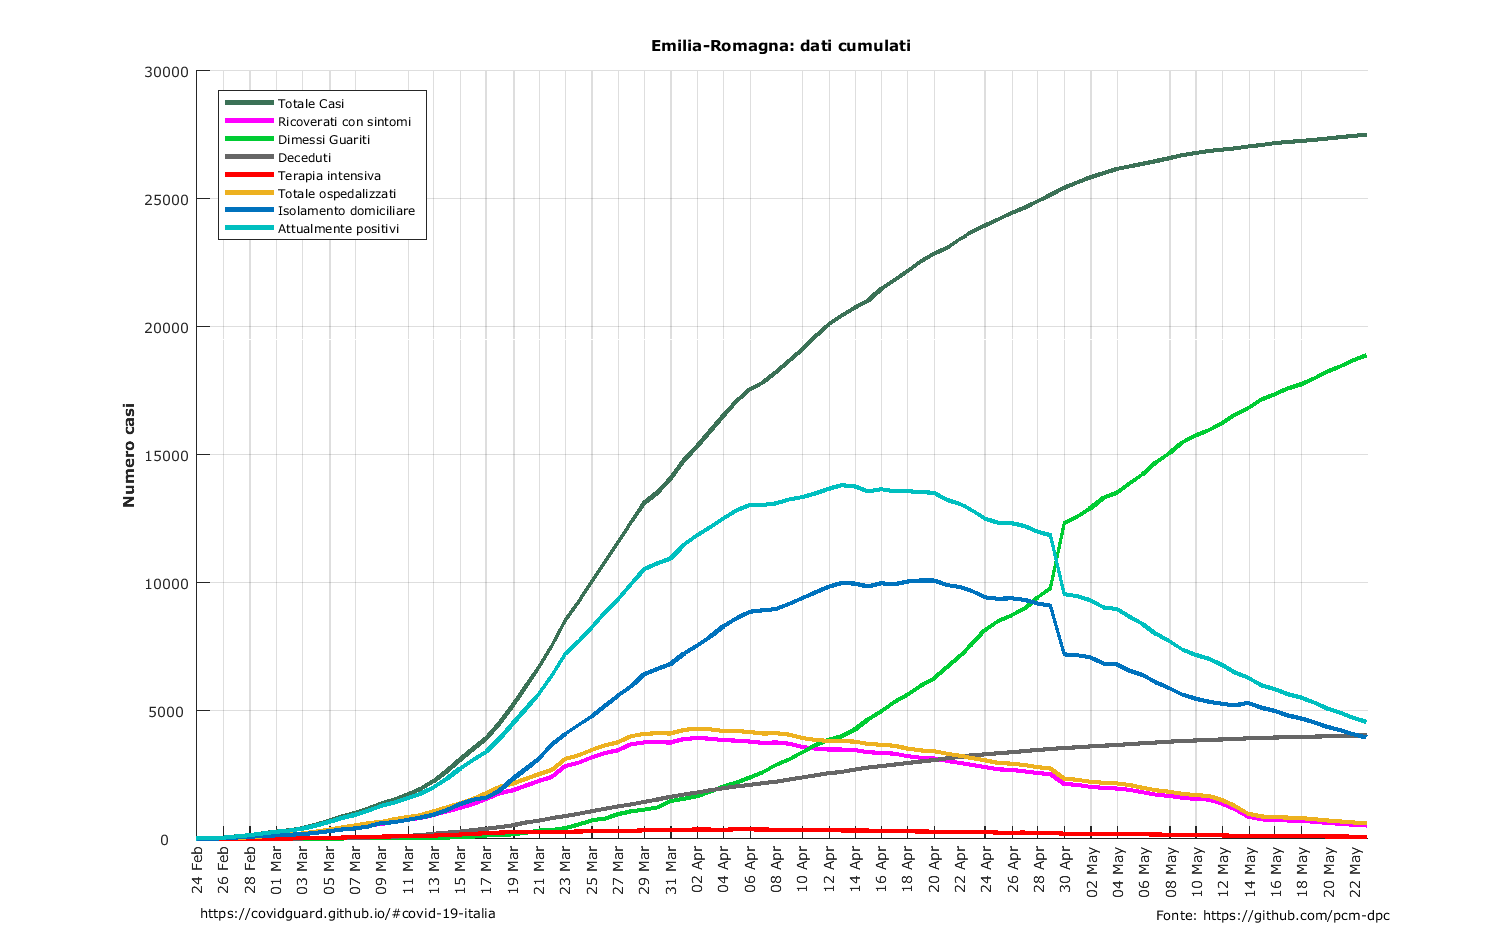 Emilia-Romagna: dati cumulati
30000
25000
20000
15000
10000
5000
0
Numero casi
Totale Casi
Ricoverati con sintomi
Dimessi Guariti
Deceduti
Terapia intensiva
Totale ospedalizzati
Isolamento domiciliare
Attualmente positivi
24 Feb
26 Feb
28 Feb
01 Mar
03 Mar
05 Mar
07 Mar
09 Mar
11 Mar
13 Mar
15 Mar
17 Mar
19 Mar
21 Mar
23 Mar
25 Mar
27 Mar
29 Mar
31 Mar
02 Apr
04 Apr
06 Apr
08 Apr
10 Apr
12 Apr
14 Apr
16 Apr
18 Apr
20 Apr
22 Apr
24 Apr
26 Apr
28 Apr
30 Apr
02 May
04 May
06 May
08 May
10 May
12 May
14 May
16 May
18 May
20 May
22 May
https://covidguard.github.io/#covid-19-italia
Fonte: https://github.com/pcm-dpc